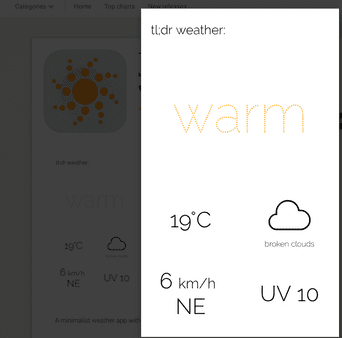 Categories
Home
Top charts
New arrivals
tl;dr weather:
warm
19°C
broken clouds
6 km/h
NE
UV 10
tl;dr weather:
warm
19°C
6 km/h
NE
UV 10
A minimalist weather app with